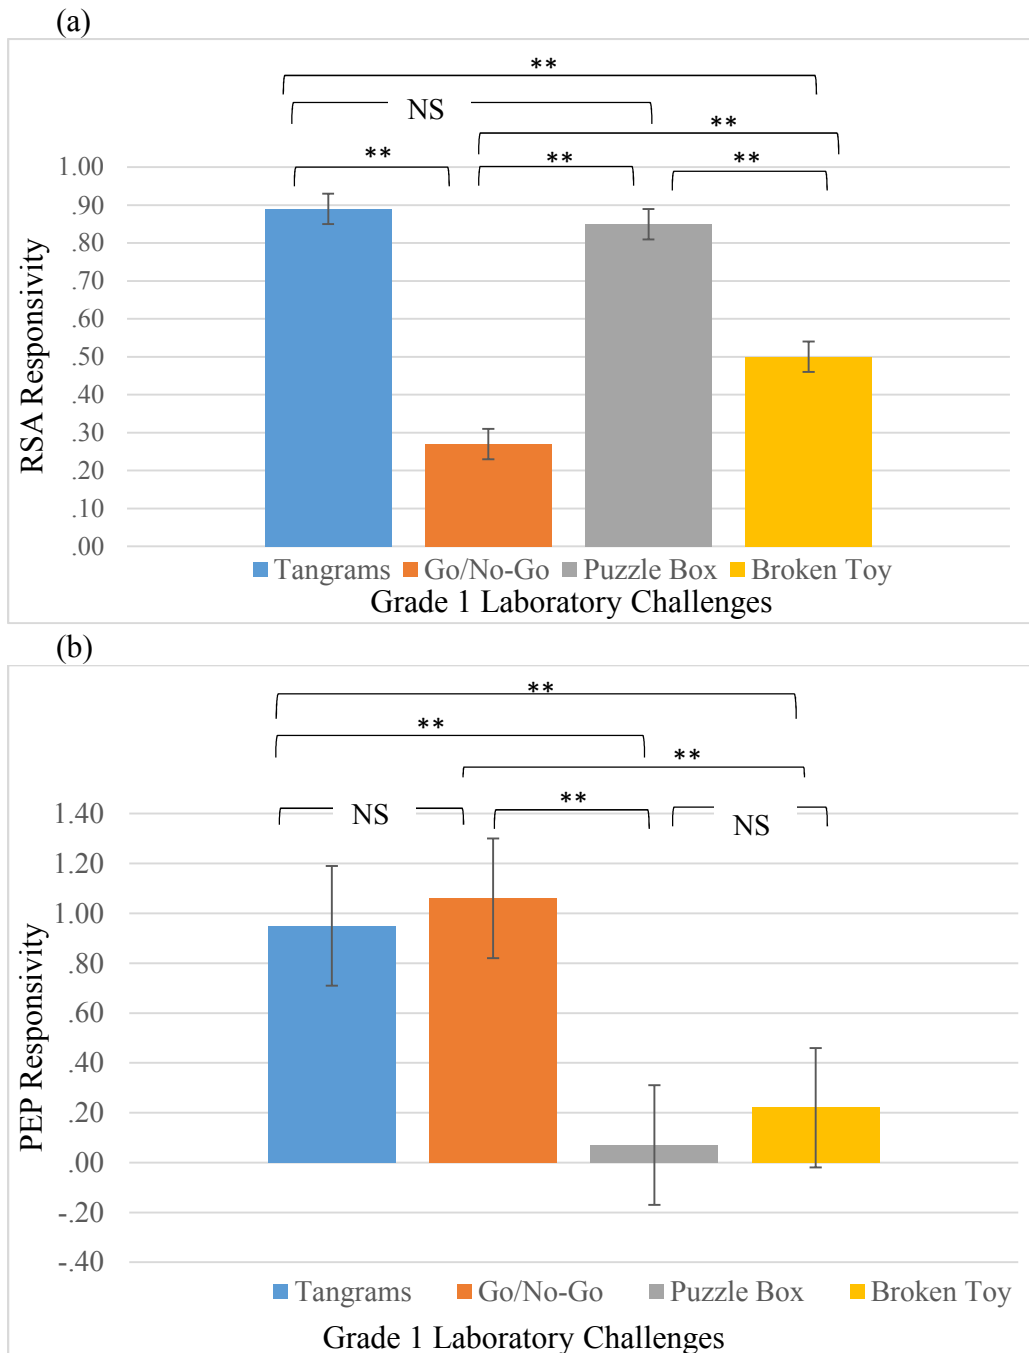 (a)
**
NS
**
** ** **
1.00
.90
.80
.70
.60
.50
.40
.30
.20
.10
.00
RSA Responsivity
Tangrams Go/No-Go Puzzle Box Broken Toy
Grade 1 Laboratory Challenges
(b)
**
**
**
NS ** NS
1.40
1.20
1.00
.80
.60
.40
.20
.00
-.20
-.40
PEP Responsivity
Tangrams Go/No-Go Puzzle Box Broken Toy
Grade 1 Laboratory Challenges